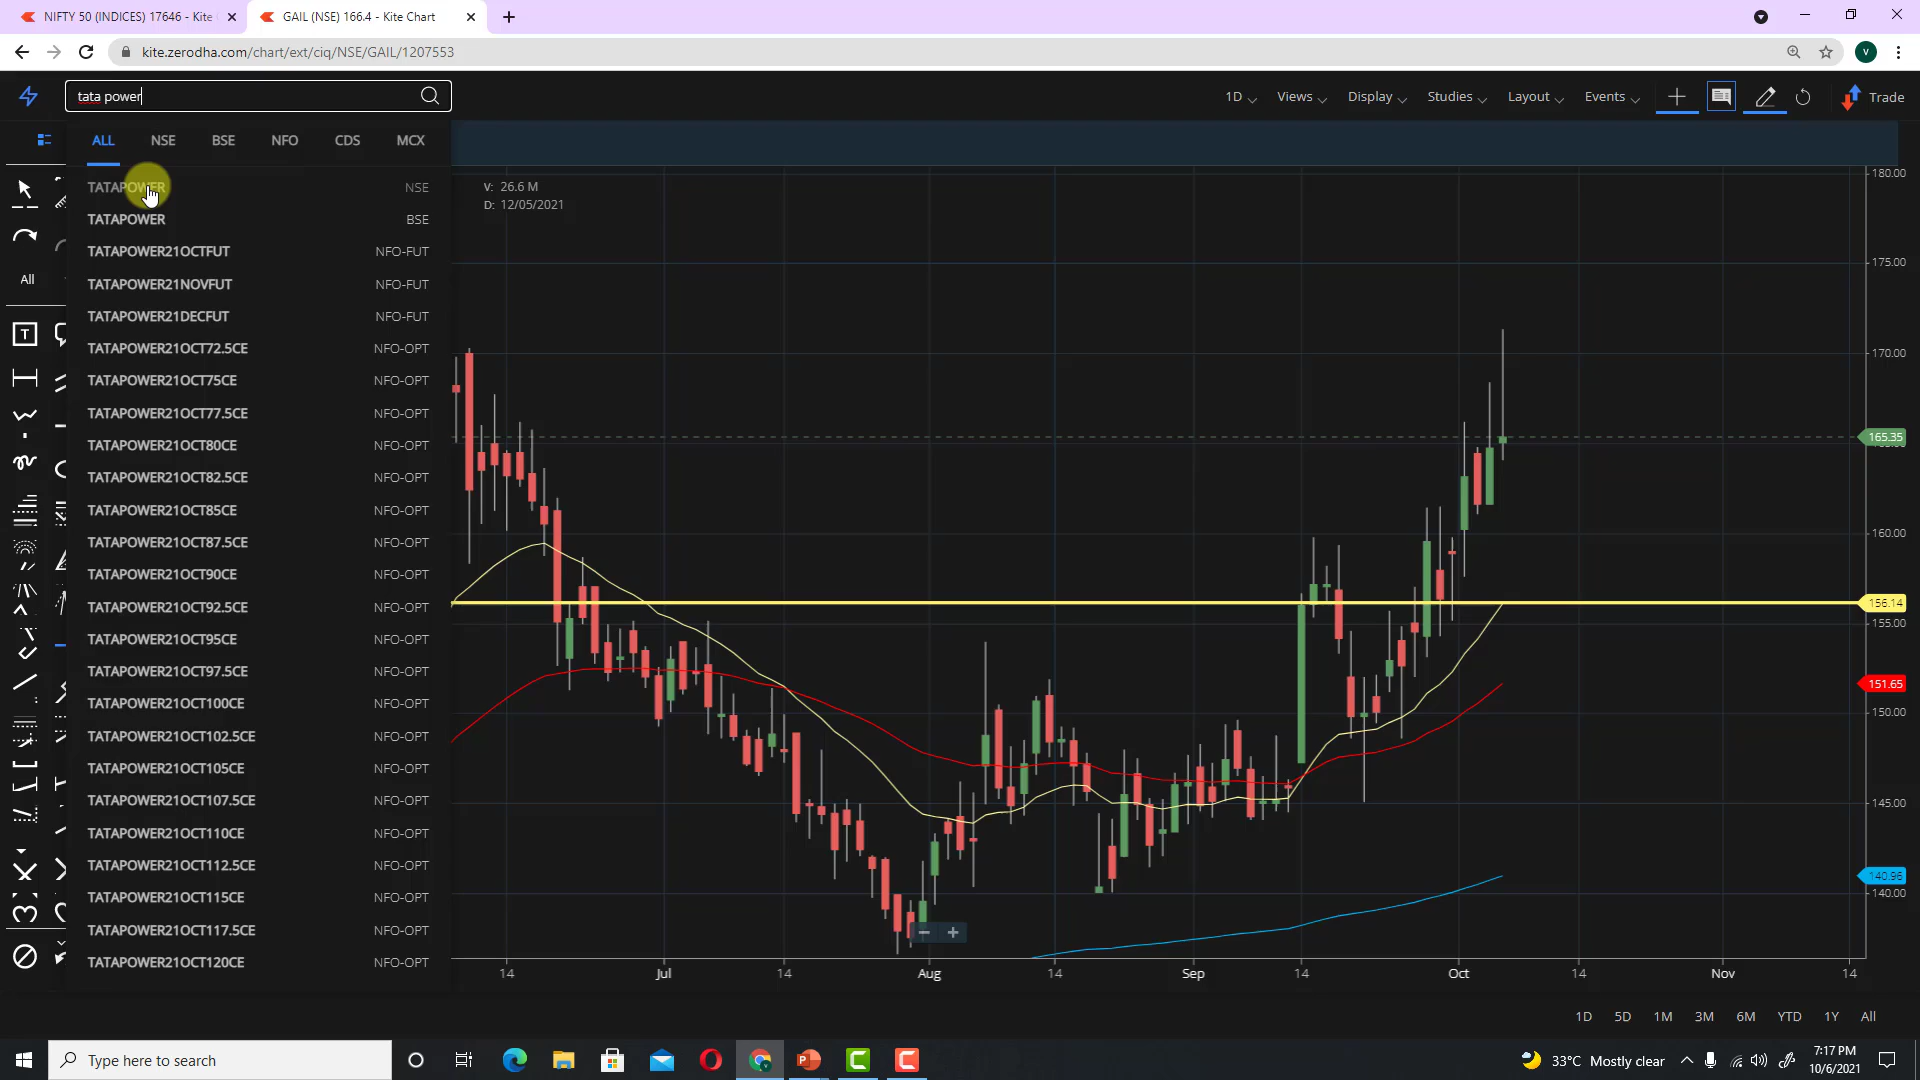 NIFTY 50 (INDICES) 17646 - Kite
GAIL (NSE) 166.4 - Kite Chart
kite.zerodha.com/chart/ext/ciq/NSE/GAIL/1207553
V
tata power
1D
Views
Display
Studies
Layout
Events
Trade
ALL NSE BSE NFO CDS MCX
V: 26.6 M
D: 12/05/2021
TATAPOWER NSE
TATAPOWER BSE
TATAPOWER21OCTFUT NFO-FUT
TATAPOWER21NOVFUT NFO-FUT
TATAPOWER21DECFUT NFO-FUT
TATAPOWER21OCT72.5CE NFO-OPT
TATAPOWER21OCT75CE NFO-OPT
TATAPOWER21OCT77.5CE NFO-OPT
TATAPOWER21OCT80CE NFO-OPT
TATAPOWER21OCT82.5CE NFO-OPT
TATAPOWER21OCT85CE NFO-OPT
TATAPOWER21OCT87.5CE NFO-OPT
TATAPOWER21OCT90CE NFO-OPT
TATAPOWER21OCT92.5CE NFO-OPT
TATAPOWER21OCT95CE NFO-OPT
TATAPOWER21OCT97.5CE NFO-OPT
TATAPOWER21OCT100CE NFO-OPT
TATAPOWER21OCT102.5CE NFO-OPT
TATAPOWER21OCT105CE NFO-OPT
TATAPOWER21OCT107.5CE NFO-OPT
TATAPOWER21OCT110CE NFO-OPT
TATAPOWER21OCT112.5CE NFO-OPT
TATAPOWER21OCT115CE NFO-OPT
TATAPOWER21OCT117.5CE NFO-OPT
TATAPOWER21OCT120CE NFO-OPT
All
T
180.00
175.00
170.00
165.35
160.00
156.14
155.00
151.65
150.00
145.00
140.96
140.00
14 Jul 14 Aug 14 Sep 14 Oct 14 Nov 14
1D 5D 1M 3M 6M YTD 1Y All
Type here to search
33°C Mostly clear
7:17 PM
10/6/2021